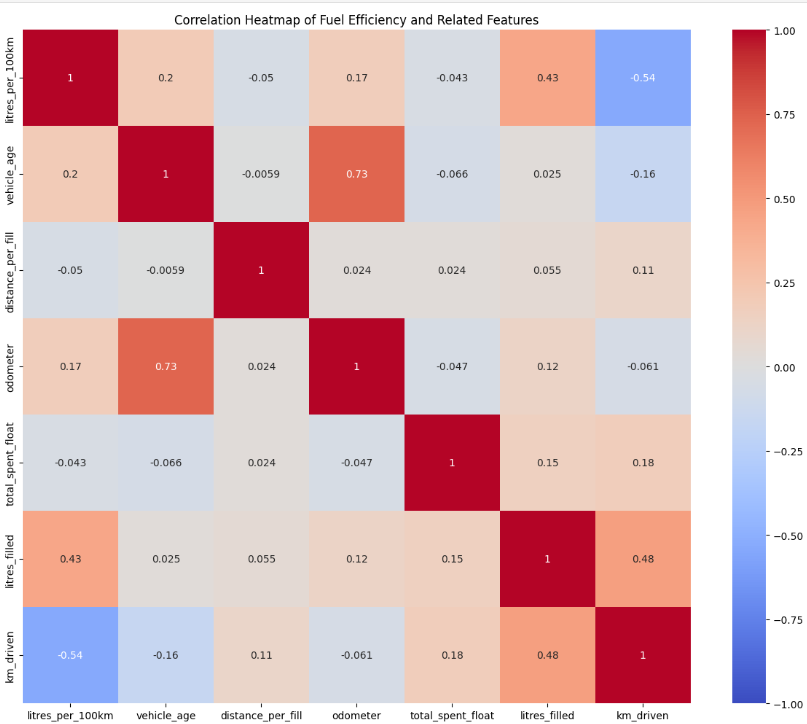 Correlation Heatmap of Fuel Efficiency and Related Features
litres_per_100km 1 0.2 -0.05 0.17 -0.043 0.43 -0.54
vehicle_age 0.2 1 -0.0059 0.73 -0.066 0.025 -0.16
distance_per_fill -0.05 -0.0059 1 0.024 0.024 0.055 0.11
odometer 0.17 0.73 0.024 1 -0.047 0.12 -0.061
total_spent_float -0.043 -0.066 0.024 -0.047 1 0.15 0.18
litres_filled 0.43 0.025 0.055 0.12 0.15 1 0.48
km_driven -0.54 -0.16 0.11 -0.061 0.18 0.48 1
litres_per_100km vehicle_age distance_per_fill odometer total_spent_float litres_filled km_driven
1.00
0.75
0.50
0.25
0.00
−0.25
−0.50
−0.75
−1.00